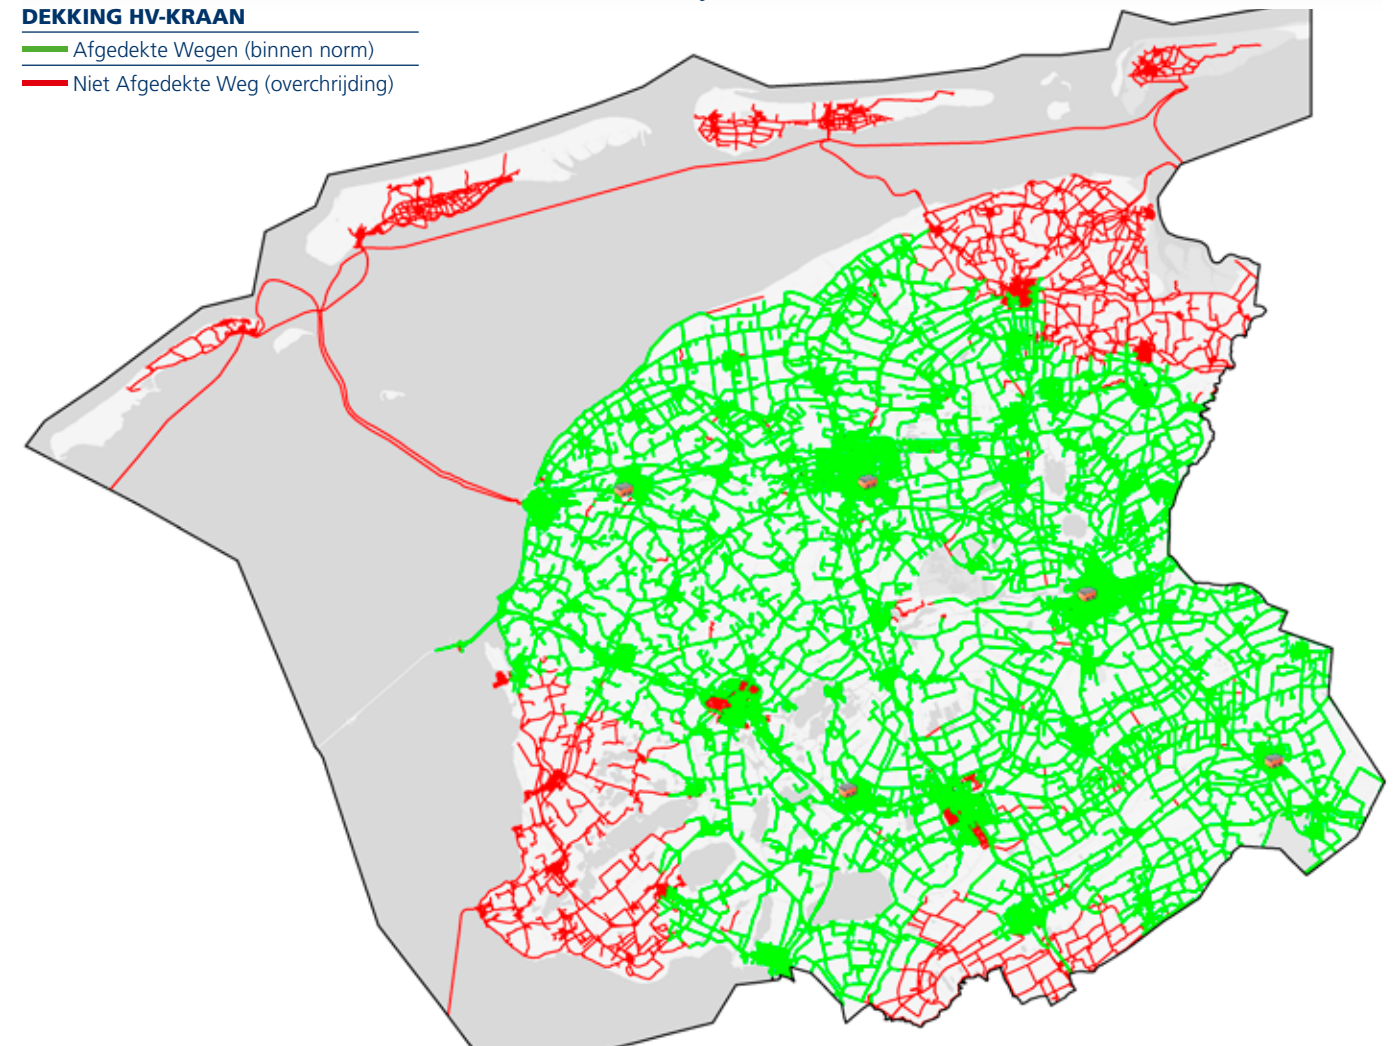 DEKKING HV-KRAAN
Afgedekte Wegen (binnen norm)
Niet Afgedekte Weg (overchrijding)